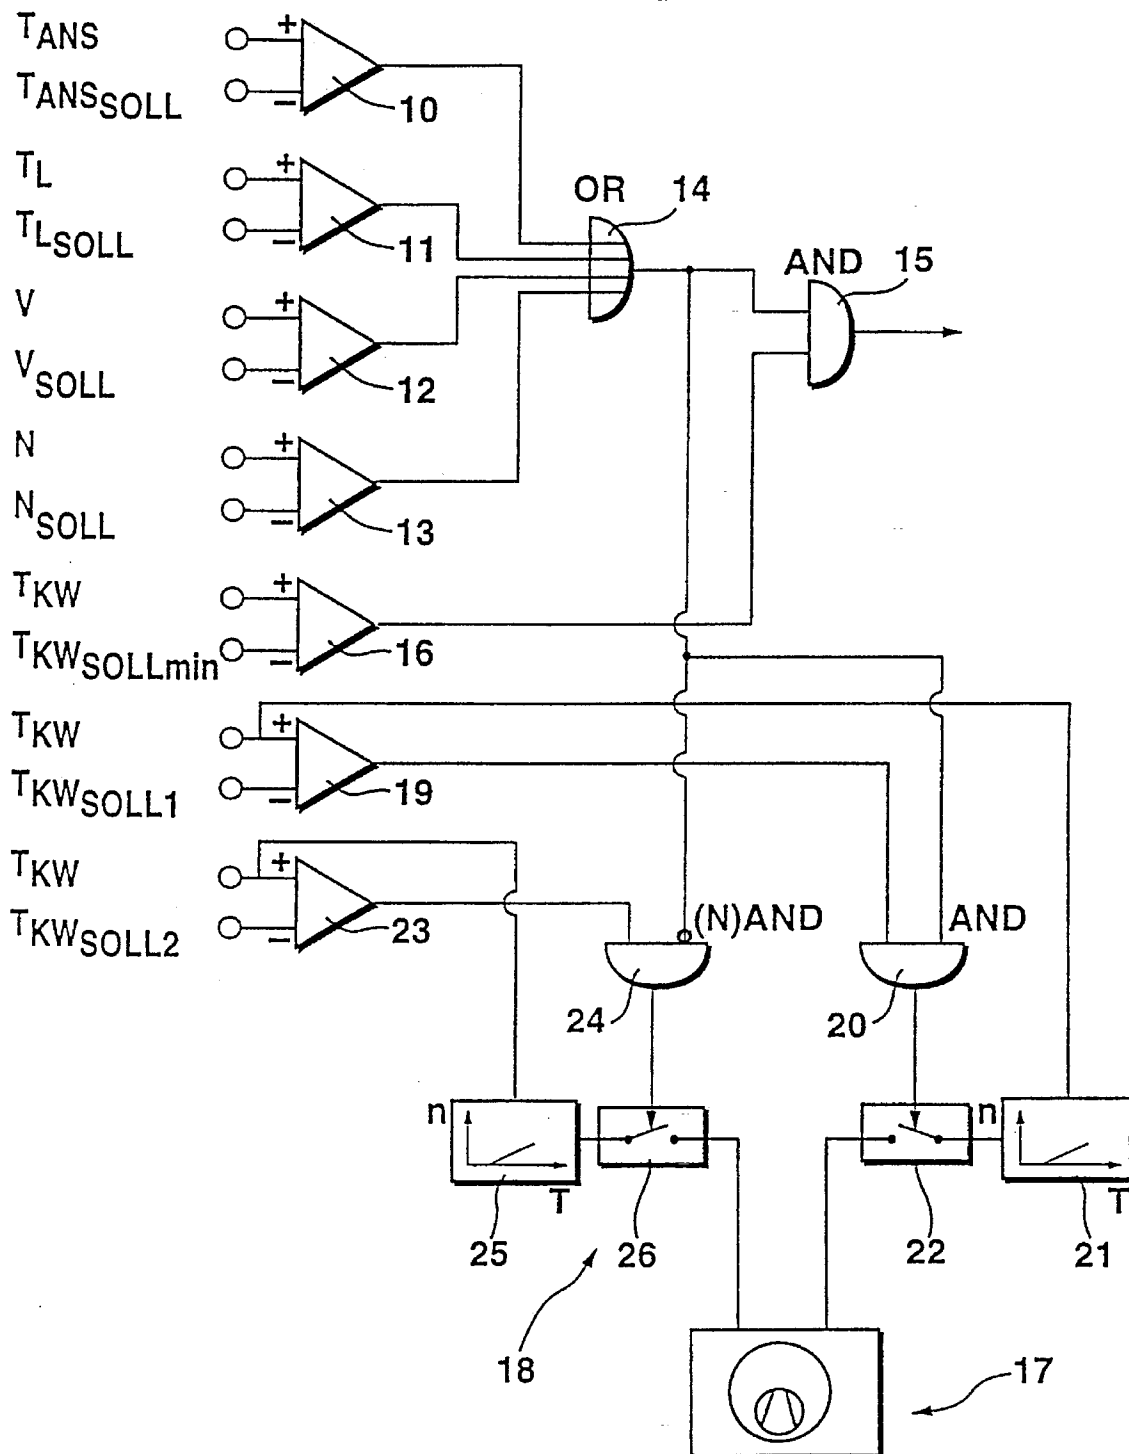 TANS + 
TANSSOLL − 10
TL +
OR 14
TLSOLL − 11
AND 15
V +
VSOLL − 12
N +
NSOLL − 13
TKW +
TKWSOLLmin − 16
TKW +
TKWSOLL1 − 19
TKW +
TKWSOLL2 − 23
(N)AND AND
24 20
n n
T T
25 26 22 21
18 17